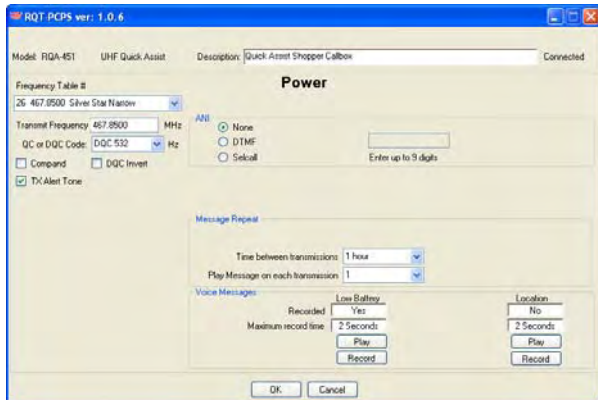 RQT-PCPS ver: 1.0.6
Model: RQA-451 UHF Quick Assist Description: Quick Assist Shopper Callbox Connected
Power
Frequency Table #
26 467.8500 Silver Star Narrow
Transmit Frequency 467.8500 MHz
QC or DQC Code: DQC 532 Hz
Compand DQC Invert
TX Alert Tone
ANI
None
DTMF
Selcall Enter up to 9 digits
Message Repeat
Time between transmissions 1 hour
Play Message on each transmission 1
Voice Messages
Low Battery Location
Recorded Yes No
Maximum record time 2 Seconds 2 Seconds
Play Play
Record Record
OK Cancel